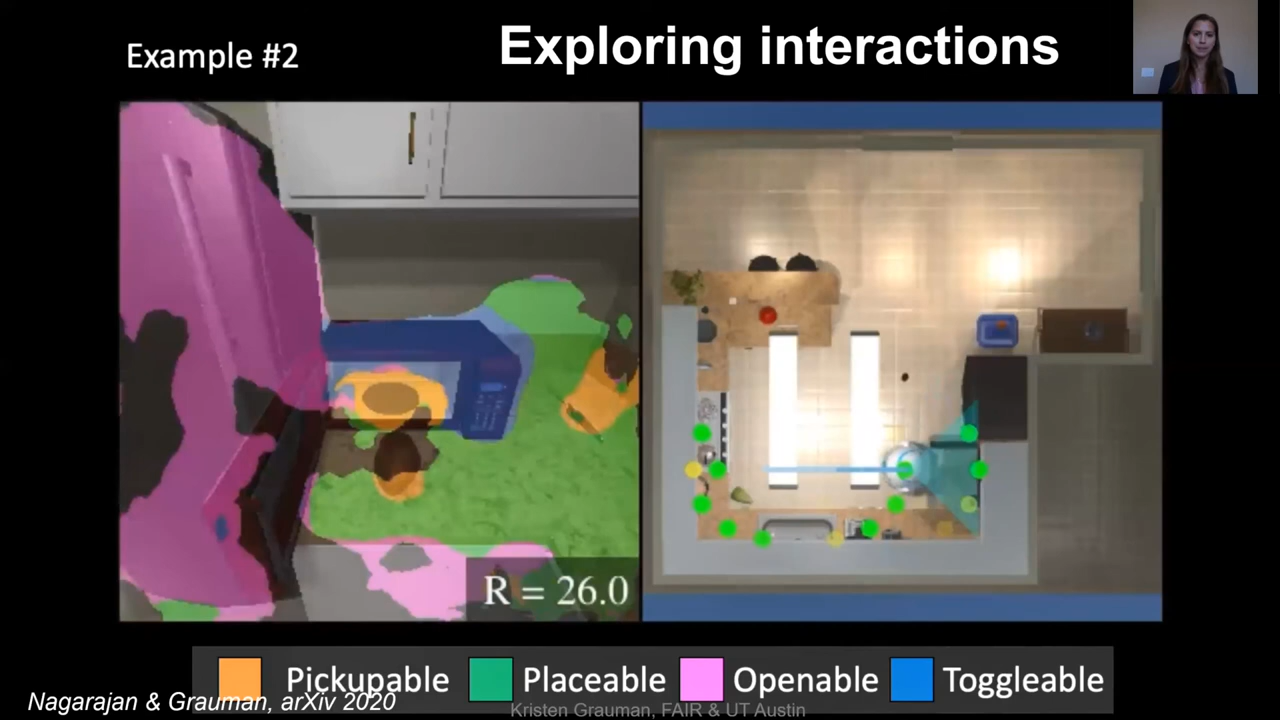 Example #2
Exploring interactions
R = 26.0
Pickupable
Placeable
Openable
Toggleable
Nagarajan & Grauman, arXiv 2020
Kristen Grauman, FAIR & UT Austin